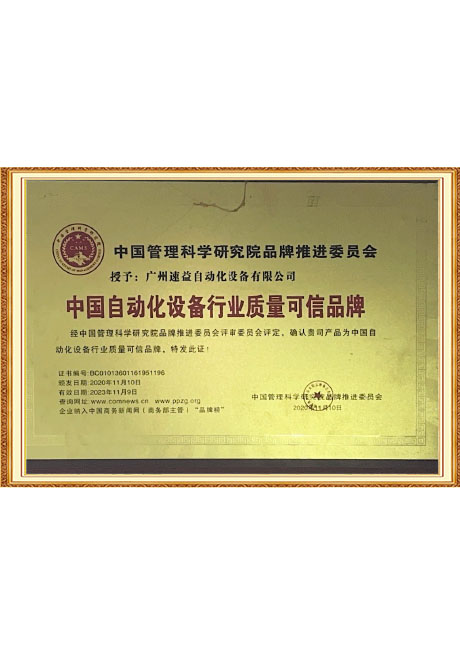 CAMS
中国管理科学研究院品牌推进委员会
授予：广州速益自动化设备有限公司
中国自动化设备行业质量可信品牌
经中国管理科学研究院品牌推进委员会评审委员会评定，确认贵司产品为中国自
动化设备行业质量可信品牌，特发此证！
证书编号：BC01013601161951196
颁发日期：2020年11月10日
有效日期：2023年11月9日
查询网址：www.comnews.cn www.ppzg.org
企业纳入中国商务新闻网（商务部主管）“品牌榜”
中国管理科学研究院品牌推进委员会
2020年11月10日